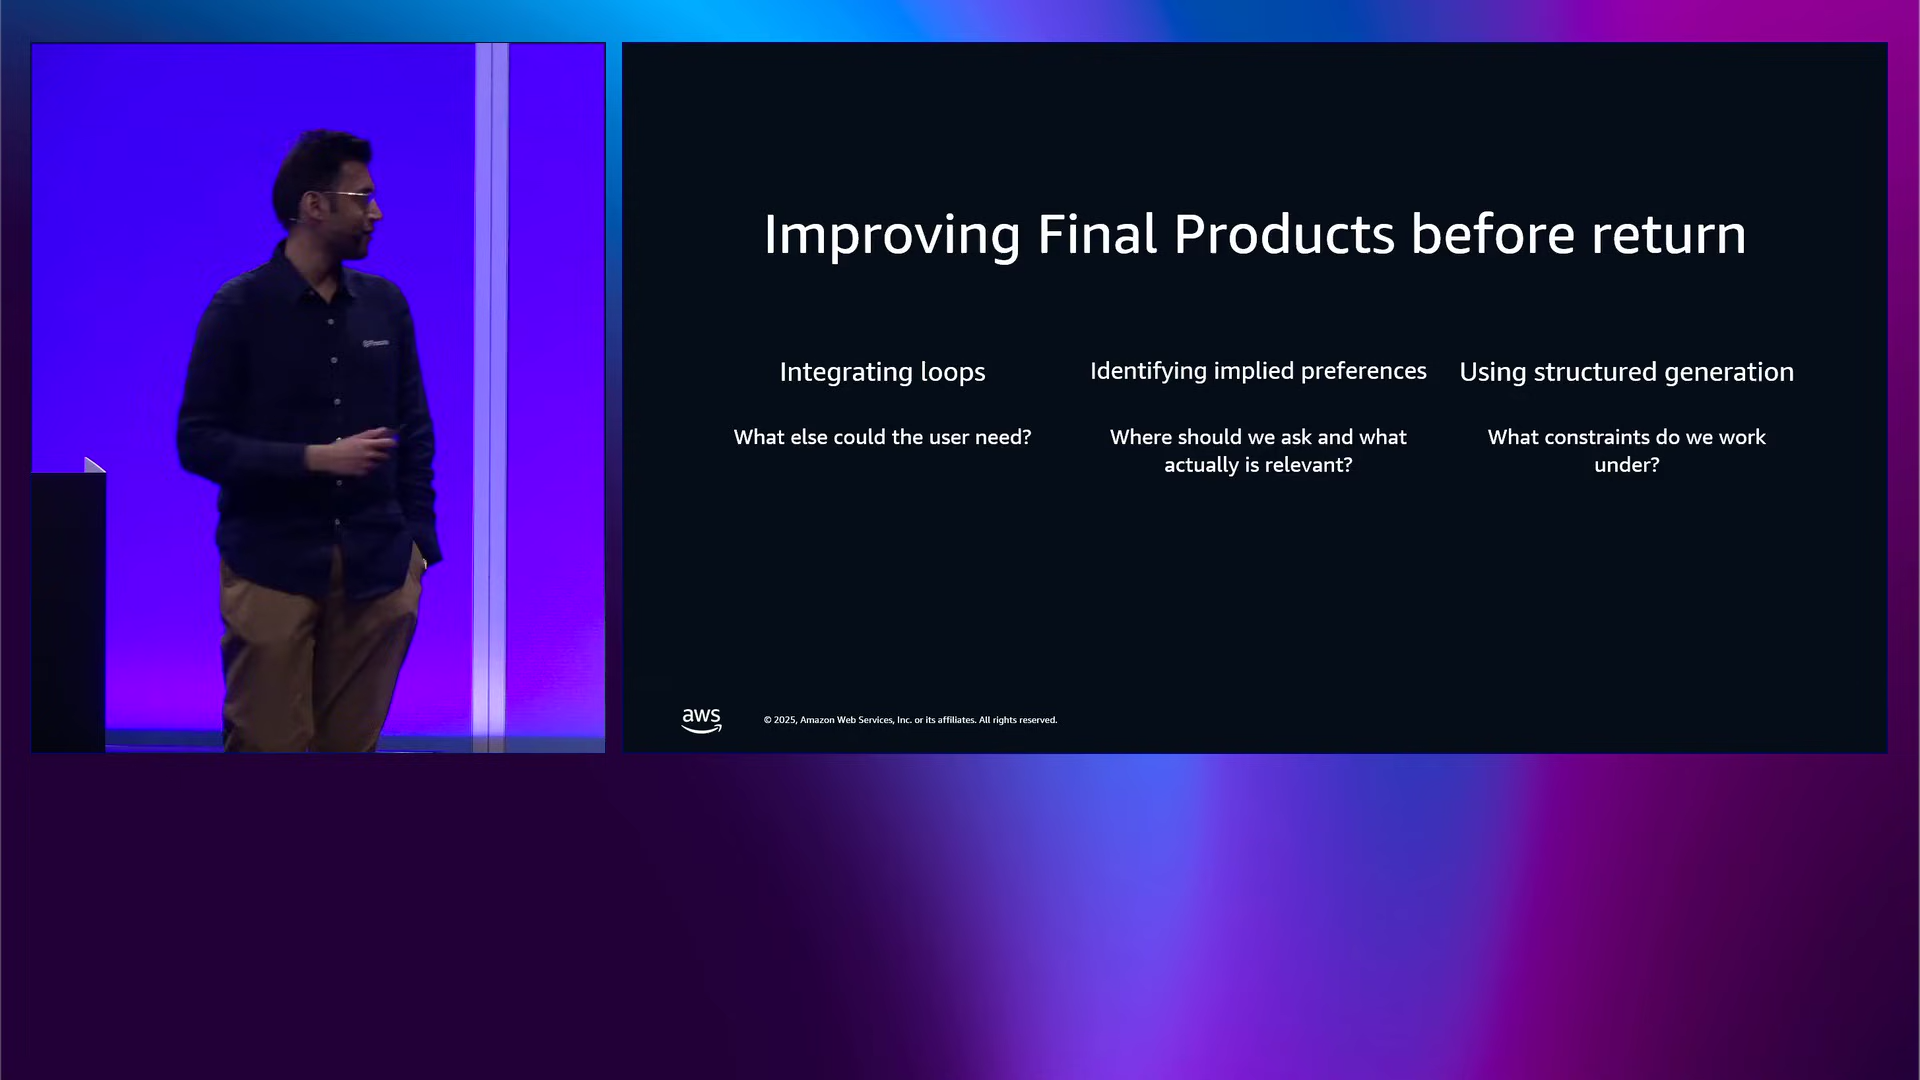 Improving Final Products before return
Integrating loops
What else could the user need?
Identifying implied preferences
Where should we ask and what
actually is relevant?
Using structured generation
What constraints do we work
under?
aws
© 2025, Amazon Web Services, Inc. or its affiliates. All rights reserved.